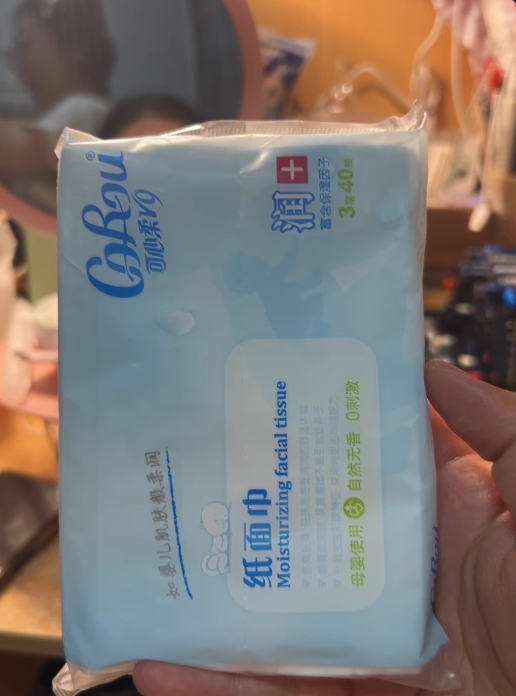 CoRou®
可心柔V9
润+
富含保湿因子
3层40抽
如婴儿肌肤般柔润
纸面巾
Moisturizing facial tissue
母婴使用 自然无香 0刺激